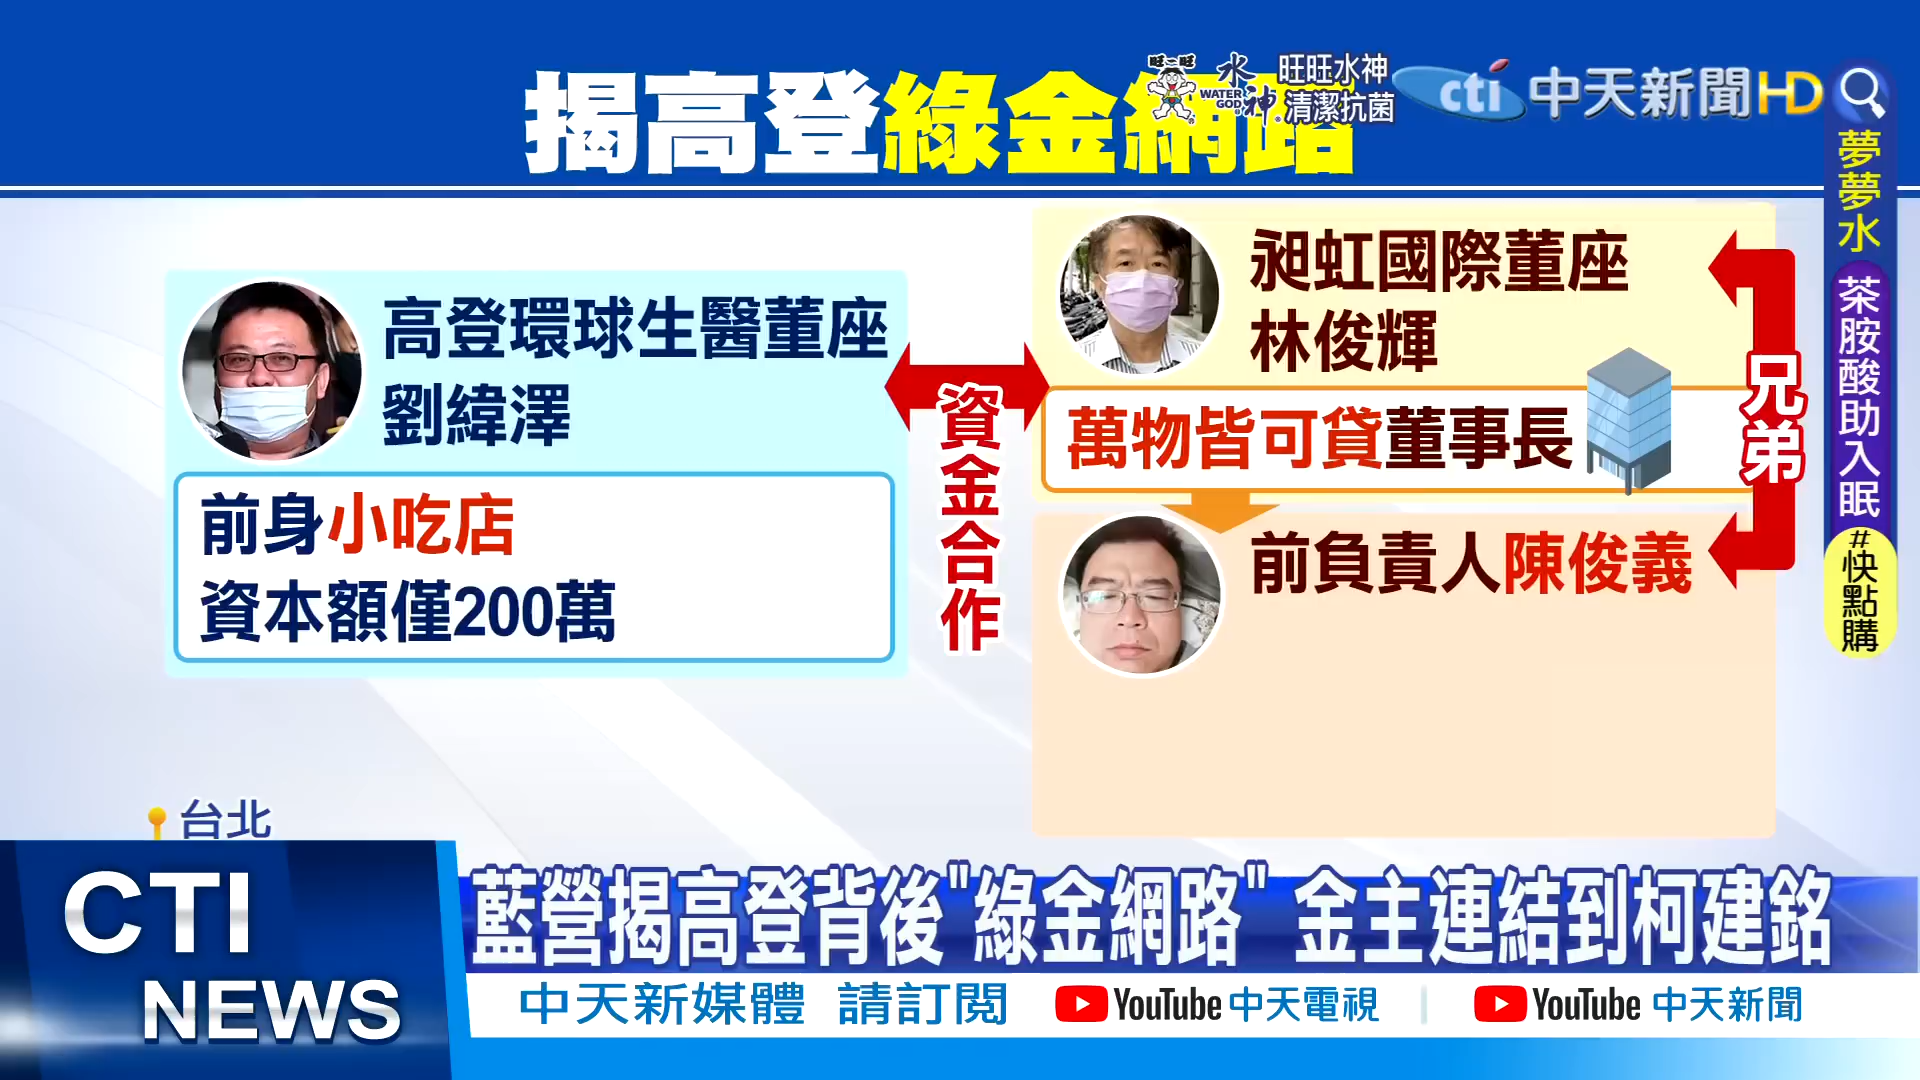 揭高登綠金網路
旺旺
水神
WATER GOD
旺旺水神
清潔抗菌
cti 中天新聞HD
夢夢水
茶胺酸助入眠
#快點購
高登環球生醫董座
劉緯澤
前身小吃店
資本額僅200萬
資金合作
昶虹國際董座
林俊輝
萬物皆可貸董事長
前負責人陳俊義
兄弟
台北
CTI
NEWS
藍營揭高登背後"綠金網路" 金主連結到柯建銘
中天新媒體 請訂閱 YouTube 中天電視 | YouTube 中天新聞